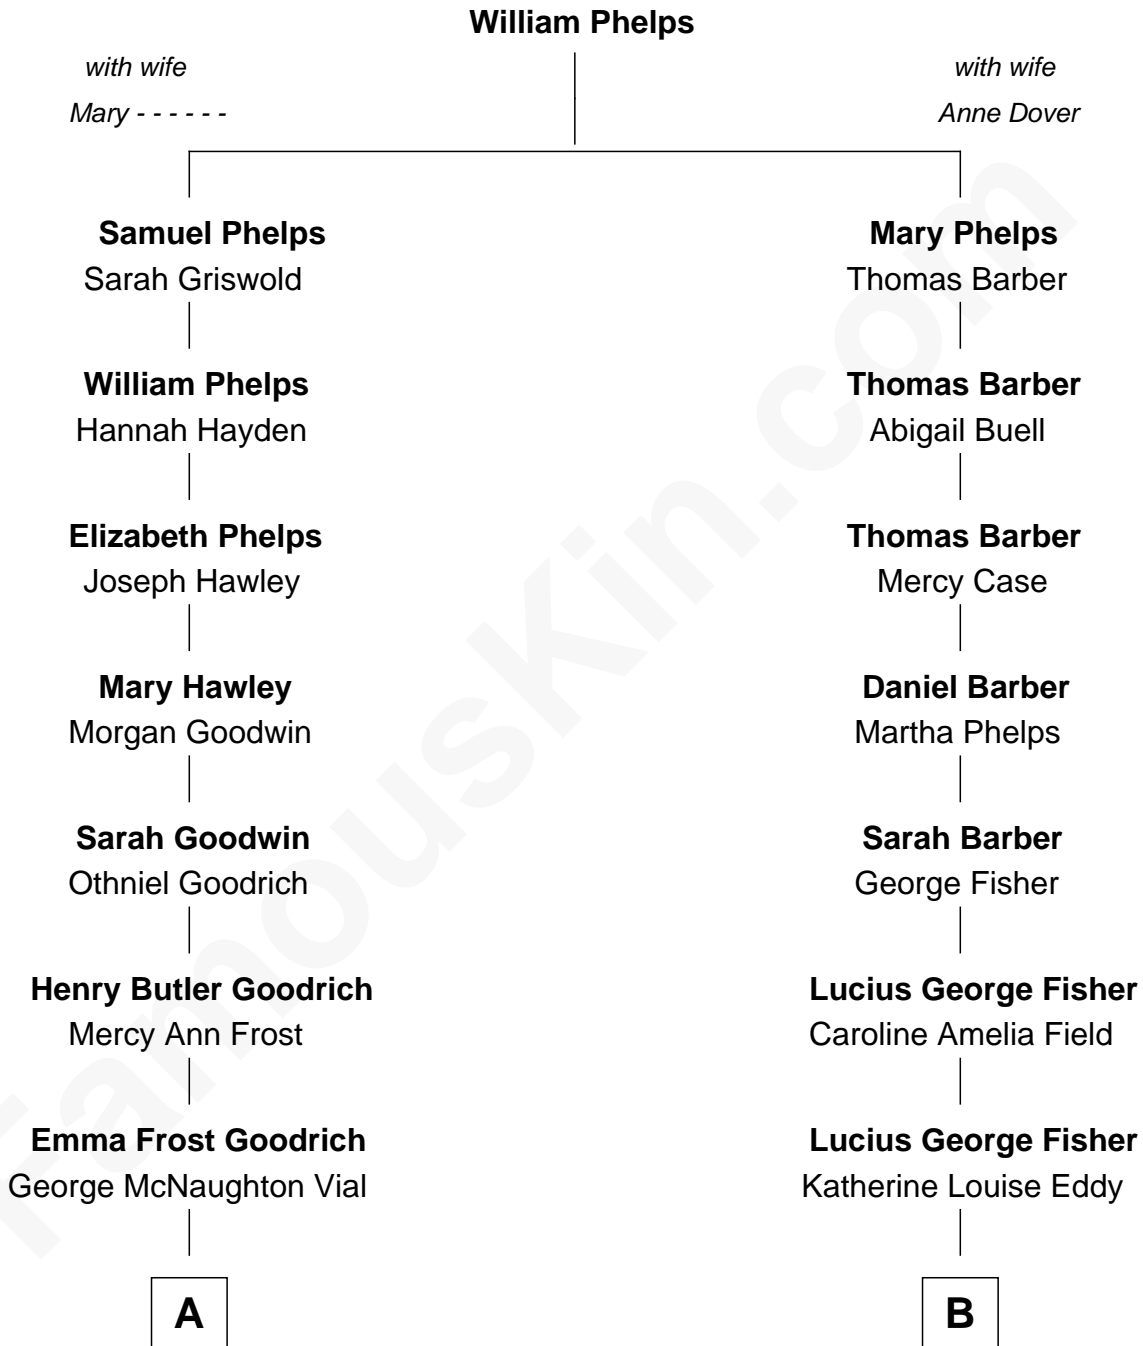 William Phelps
with wife
Mary - - - - - -
with wife
Anne Dover
Samuel Phelps
Sarah Griswold
William Phelps
Hannah Hayden
Elizabeth Phelps
Joseph Hawley
Mary Hawley
Morgan Goodwin
Sarah Goodwin
Othniel Goodrich
Henry Butler Goodrich
Mercy Ann Frost
Emma Frost Goodrich
George McNaughton Vial
A
Mary Phelps
Thomas Barber
Thomas Barber
Abigail Buell
Thomas Barber
Mercy Case
Daniel Barber
Martha Phelps
Sarah Barber
George Fisher
Lucius George Fisher
Caroline Amelia Field
Lucius George Fisher
Katherine Louise Eddy
B
FamousKin.com